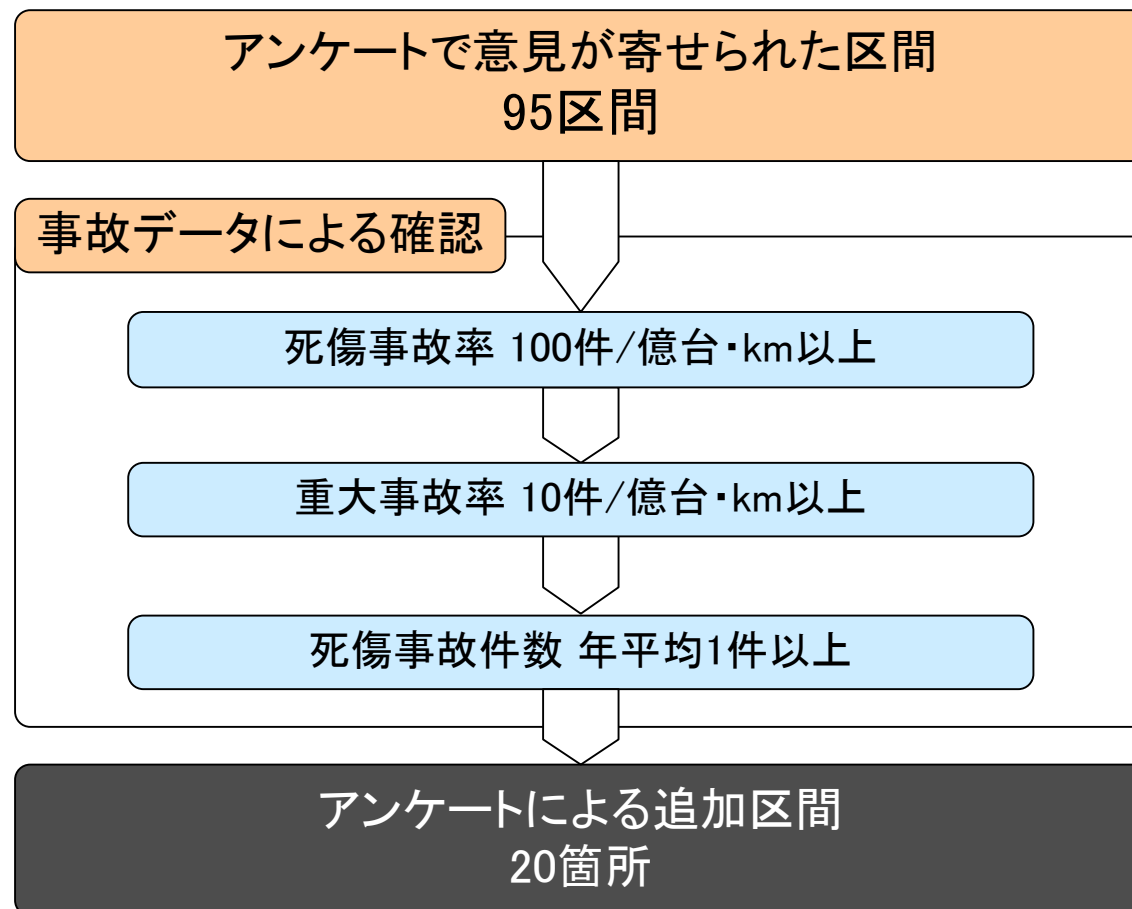 アンケートで意見が寄せられた区間
95区間
事故データによる確認
死傷事故率 100件/億台・km以上
重大事故率 10件/億台・km以上
死傷事故件数 年平均1件以上
アンケートによる追加区間
20箇所